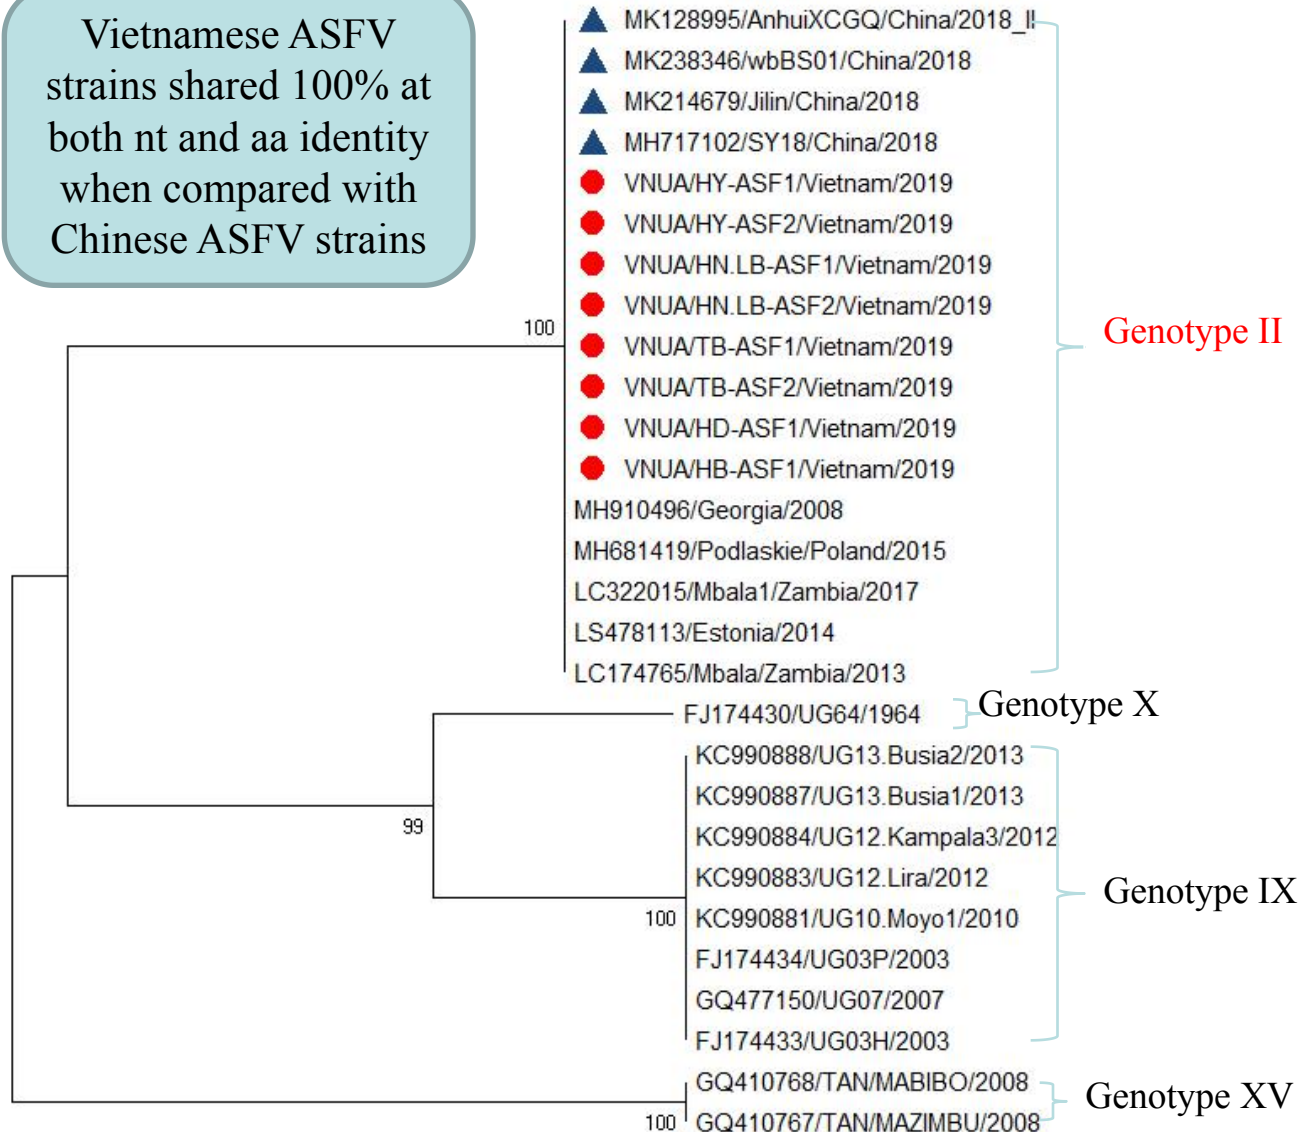 Vietnamese ASFV
strains shared 100% at
both nt and aa identity
when compared with
Chinese ASFV strains
MK128995/AnhuiXCGQ/China/2018_II
MK238346/wbBS01/China/2018
MK214679/Jilin/China/2018
MH717102/SY18/China/2018
VNUA/HY-ASF1/Vietnam/2019
VNUA/HY-ASF2/Vietnam/2019
VNUA/HN.LB-ASF1/Vietnam/2019
VNUA/HN.LB-ASF2/Vietnam/2019
100
VNUA/TB-ASF1/Vietnam/2019
Genotype II
VNUA/TB-ASF2/Vietnam/2019
VNUA/HD-ASF1/Vietnam/2019
VNUA/HB-ASF1/Vietnam/2019
MH910496/Georgia/2008
MH681419/Podlaskie/Poland/2015
LC322015/Mbala1/Zambia/2017
LS478113/Estonia/2014
LC174765/Mbala/Zambia/2013
FJ174430/UG64/1964
Genotype X
KC990888/UG13.Busia2/2013
KC990887/UG13.Busia1/2013
99
KC990884/UG12.Kampala3/2012
KC990883/UG12.Lira/2012
Genotype IX
100
KC990881/UG10.Moyo1/2010
FJ174434/UG03P/2003
GQ477150/UG07/2007
FJ174433/UG03H/2003
GQ410768/TAN/MABIBO/2008
Genotype XV
100
GQ410767/TAN/MAZIMBU/2008